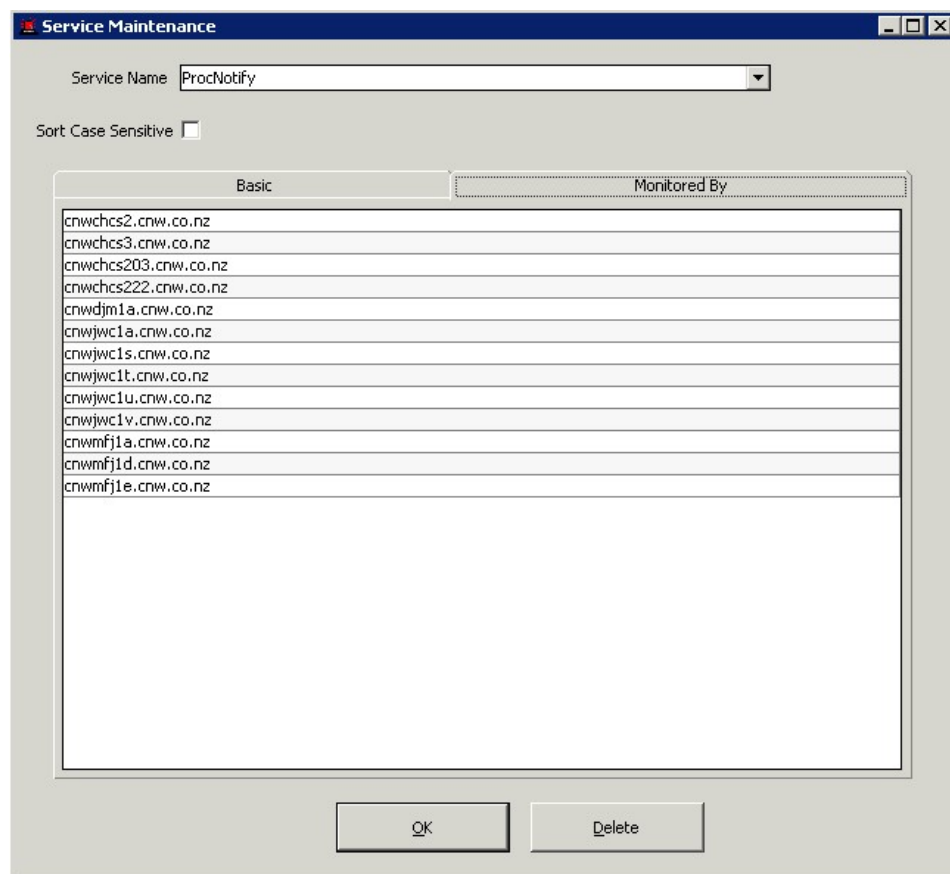 Service Maintenance
Service Name ProcNotify
Sort Case Sensitive
Basic Monitored By
cnwchcs2.cnw.co.nz
cnwchcs3.cnw.co.nz
cnwchcs203.cnw.co.nz
cnwchcs222.cnw.co.nz
cnwdjm1a.cnw.co.nz
cnwjwc1a.cnw.co.nz
cnwjwc1s.cnw.co.nz
cnwjwc1t.cnw.co.nz
cnwjwc1u.cnw.co.nz
cnwjwc1v.cnw.co.nz
cnwmfj1a.cnw.co.nz
cnwmfj1d.cnw.co.nz
cnwmfj1e.cnw.co.nz
OK Delete